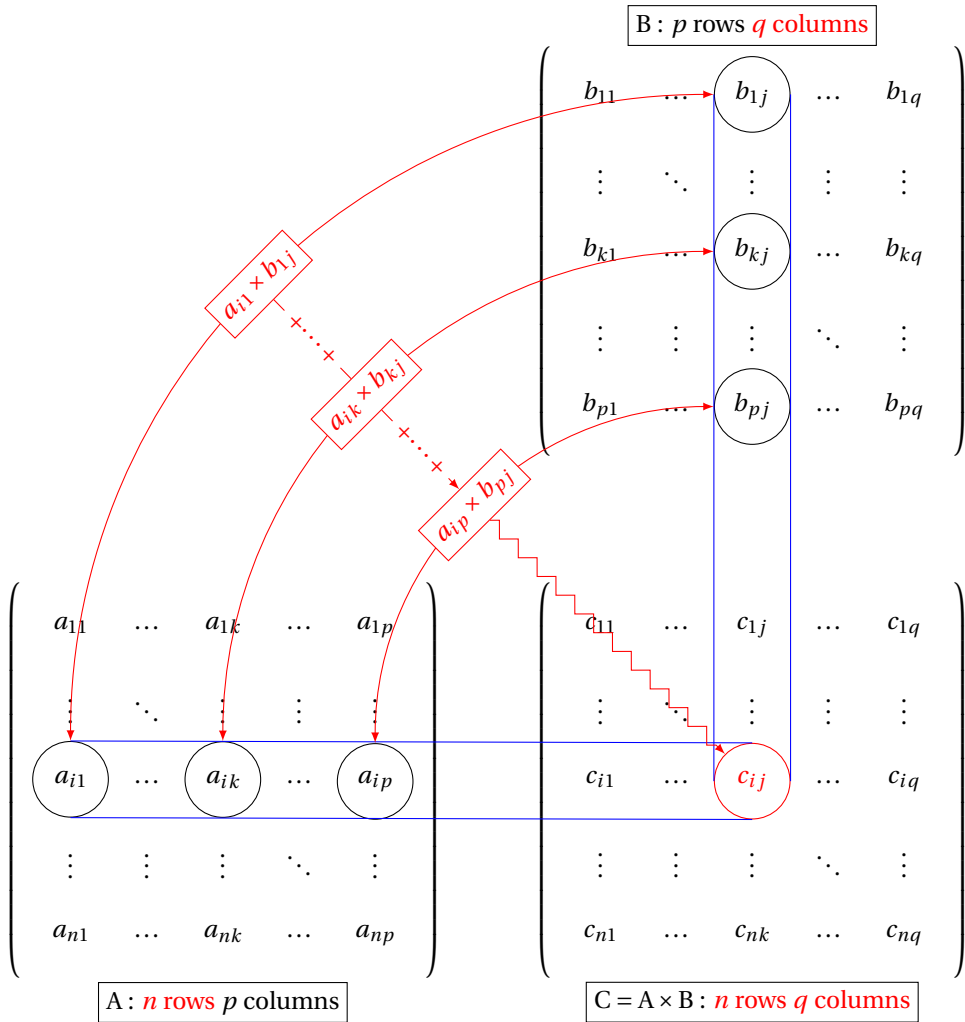 B : p rows q columns
b₁₁ … b₁ⱼ … b₁q
⋮ ⋱ ⋮ ⋮ ⋮
bₖ₁ … bₖⱼ … bₖq
⋮ ⋮ ⋮ ⋱ ⋮
bₚ₁ … bₚⱼ … bₚq
aᵢ₁ × b₁ⱼ
+ … +
aᵢₖ × bₖⱼ
+ … +
aᵢₚ × bₚⱼ
a₁₁ … a₁ₖ … a₁ₚ
⋮ ⋱ ⋮ ⋮ ⋮
aᵢ₁ … aᵢₖ … aᵢₚ
⋮ ⋮ ⋮ ⋱ ⋮
aₙ₁ … aₙₖ … aₙₚ
A : n rows p columns
c₁₁ … c₁ⱼ … c₁q
⋮ ⋱ ⋮ ⋮ ⋮
cᵢ₁ … cᵢⱼ … cᵢq
⋮ ⋮ ⋮ ⋱ ⋮
cₙ₁ … cₙₖ … cₙq
C = A × B : n rows q columns